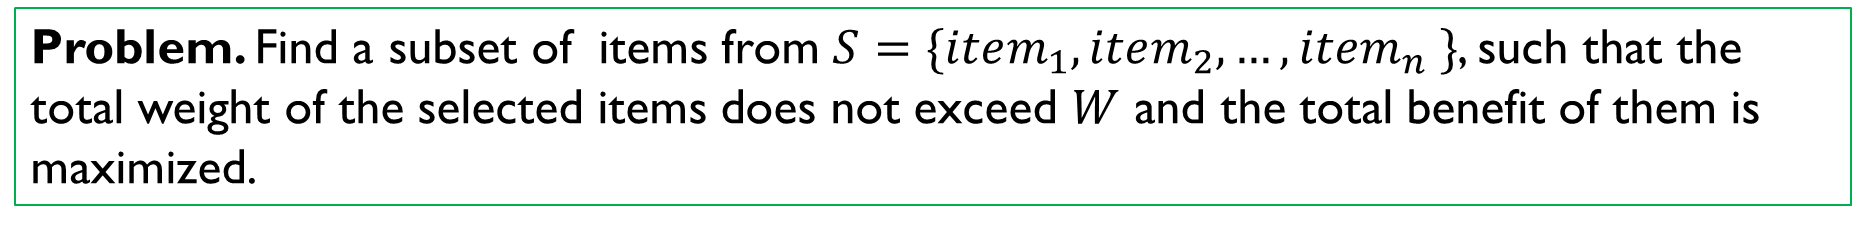 Problem. Find a subset of items from S = {item₁, item₂, … , itemₙ }, such that the
total weight of the selected items does not exceed W and the total benefit of them is
maximized.